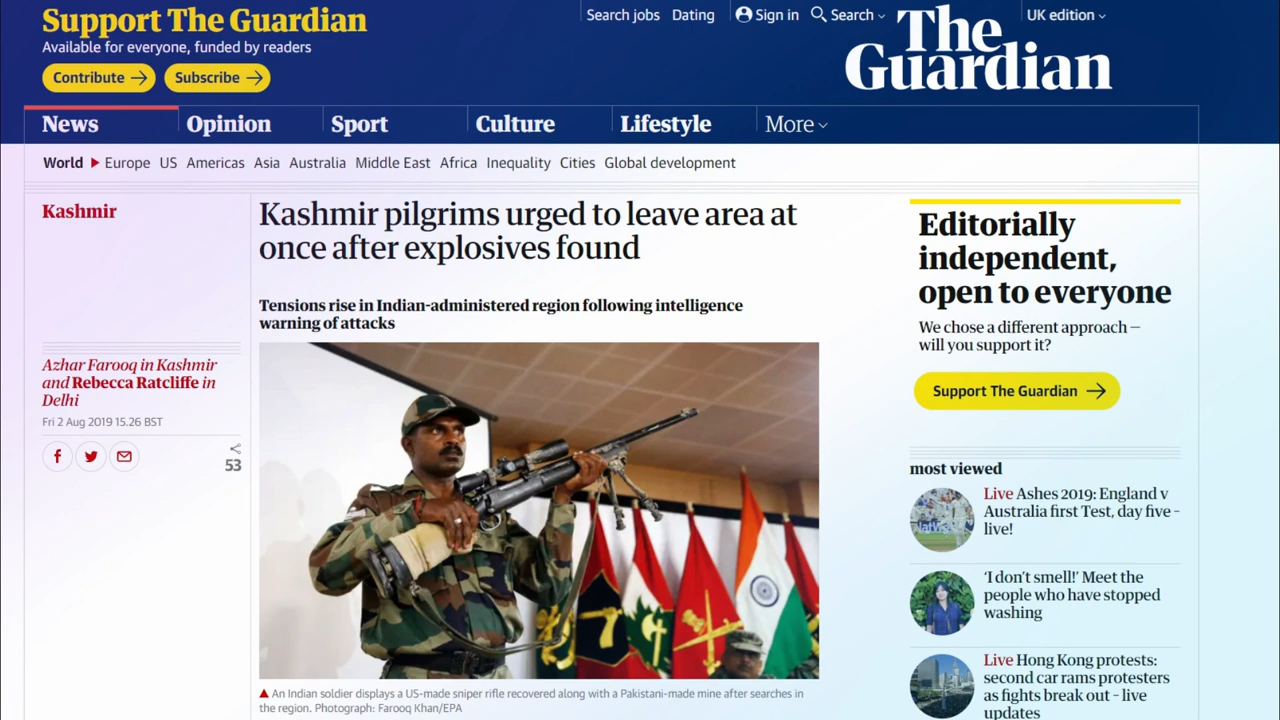 Support The Guardian
Available for everyone, funded by readers
Contribute →
Subscribe →
Search jobs
Dating
Sign in
Search
UK edition
The
Guardian
News
Opinion
Sport
Culture
Lifestyle
More
World
Europe
US
Americas
Asia
Australia
Middle East
Africa
Inequality
Cities
Global development
Kashmir
Kashmir pilgrims urged to leave area at
once after explosives found
Tensions rise in Indian-administered region following intelligence
warning of attacks
Azhar Farooq in Kashmir
and Rebecca Ratcliffe in
Delhi
Fri 2 Aug 2019 15.26 BST
53
7
An Indian soldier displays a US-made sniper rifle recovered along with a Pakistani-made mine after searches in
the region. Photograph: Farooq Khan/EPA
Editorially
independent,
open to everyone
We chose a different approach —
will you support it?
Support The Guardian →
most viewed
Live Ashes 2019: England v
Australia first Test, day five –
live!
NatWest
'I don't smell!' Meet the
people who have stopped
washing
Live Hong Kong protests:
second car rams protesters
as fights break out – live
updates